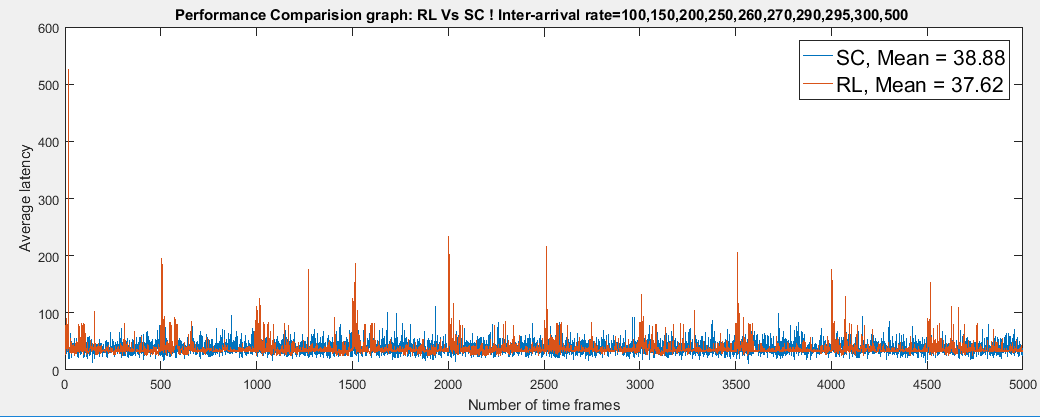 Performance Comparision graph: RL Vs SC ! Inter-arrival rate=100,150,200,250,260,270,290,295,300,500
600
500
400
300
200
100
0
Average latency
SC, Mean = 38.88
RL, Mean = 37.62
0 500 1000 1500 2000 2500 3000 3500 4000 4500 5000
Number of time frames